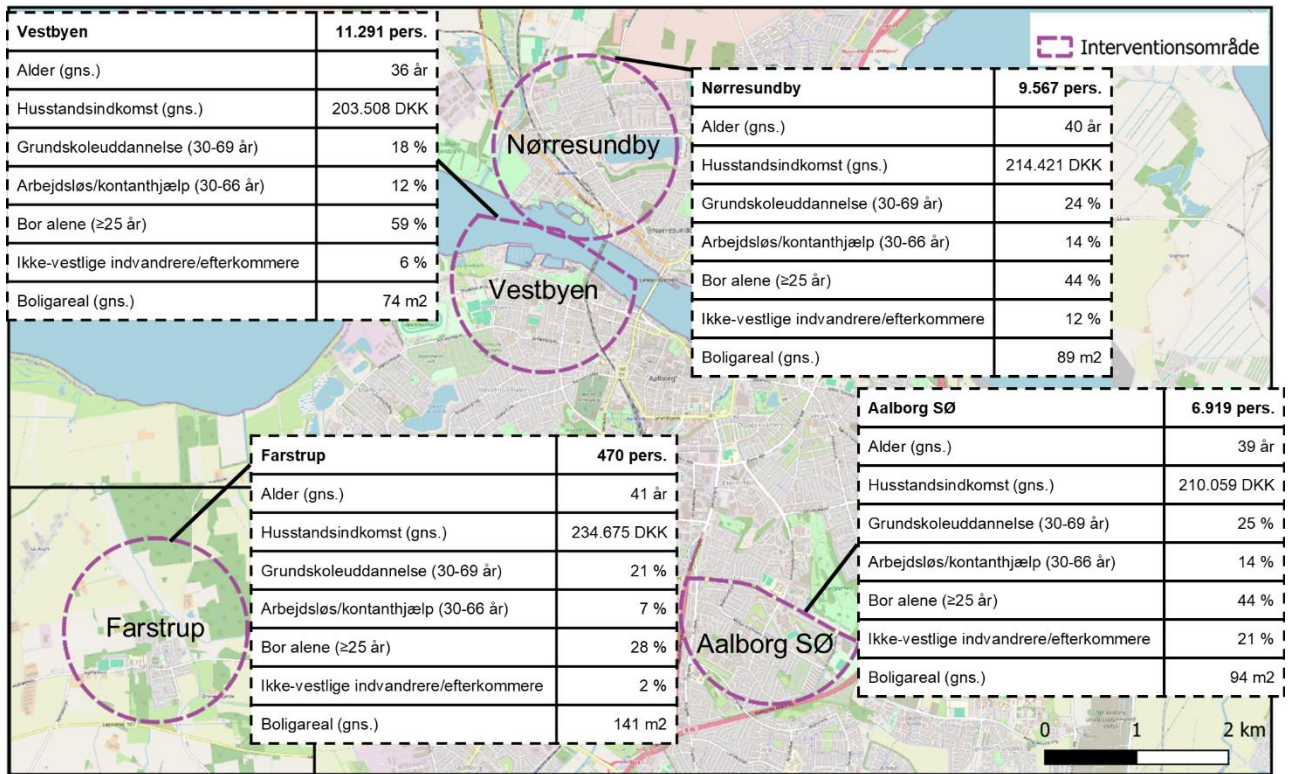 Vestbyen 11.291 pers.
Alder (gns.) 36 år
Husstandsindkomst (gns.) 203.508 DKK
Grundskoleuddannelse (30-69 år) 18 %
Arbejdsløs/kontanthjælp (30-66 år) 12 %
Bor alene (≥25 år) 59 %
Ikke-vestlige indvandrere/efterkommere 6 %
Boligareal (gns.) 74 m2
Interventionsområde
Nørresundby 9.567 pers.
Alder (gns.) 40 år
Husstandsindkomst (gns.) 214.421 DKK
Grundskoleuddannelse (30-69 år) 24 %
Arbejdsløs/kontanthjælp (30-66 år) 14 %
Bor alene (≥25 år) 44 %
Ikke-vestlige indvandrere/efterkommere 12 %
Boligareal (gns.) 89 m2
Nørresundby
Vestbyen
Aalborg
Farstrup 470 pers.
Alder (gns.) 41 år
Husstandsindkomst (gns.) 234.675 DKK
Grundskoleuddannelse (30-69 år) 21 %
Arbejdsløs/kontanthjælp (30-66 år) 7 %
Bor alene (≥25 år) 28 %
Ikke-vestlige indvandrere/efterkommere 2 %
Boligareal (gns.) 141 m2
Farstrup
Aalborg SØ 6.919 pers.
Alder (gns.) 39 år
Husstandsindkomst (gns.) 210.059 DKK
Grundskoleuddannelse (30-69 år) 25 %
Arbejdsløs/kontanthjælp (30-66 år) 14 %
Bor alene (≥25 år) 44 %
Ikke-vestlige indvandrere/efterkommere 21 %
Boligareal (gns.) 94 m2
Aalborg SØ
0 1 2 km